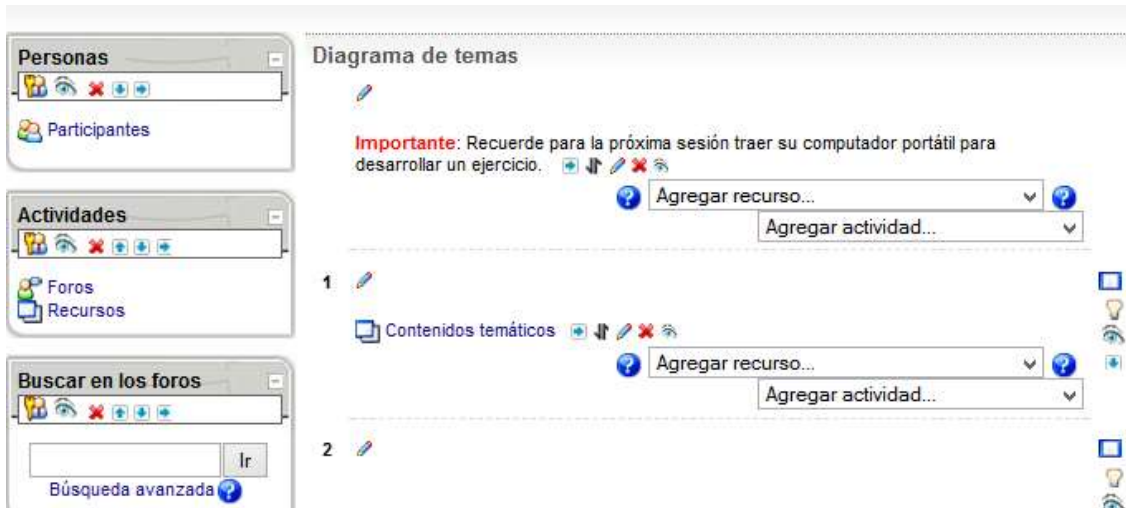 Personas
Participantes
Actividades
Foros
Recursos
Buscar en los foros
Ir
Búsqueda avanzada
Diagrama de temas
Importante: Recuerde para la próxima sesión traer su computador portátil para
desarrollar un ejercicio.
Agregar recurso...
Agregar actividad...
1
Contenidos temáticos
Agregar recurso...
Agregar actividad...
2